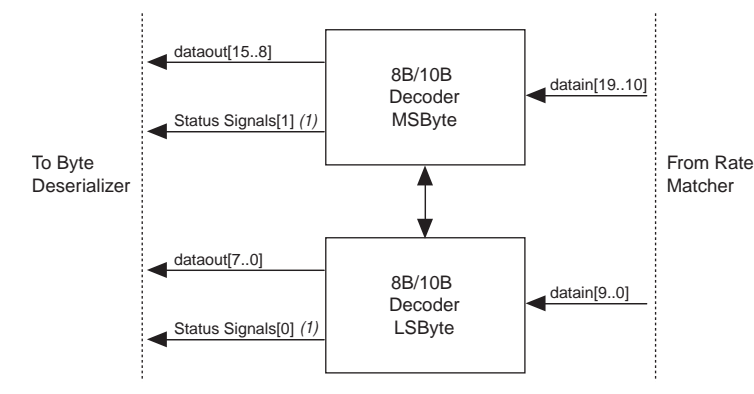 dataout[15..8]
8B/10B
Decoder
MSByte
datain[19..10]
Status Signals[1] (1)
To Byte
Deserializer
From Rate
Matcher
dataout[7..0]
8B/10B
Decoder
LSByte
datain[9..0]
Status Signals[0] (1)